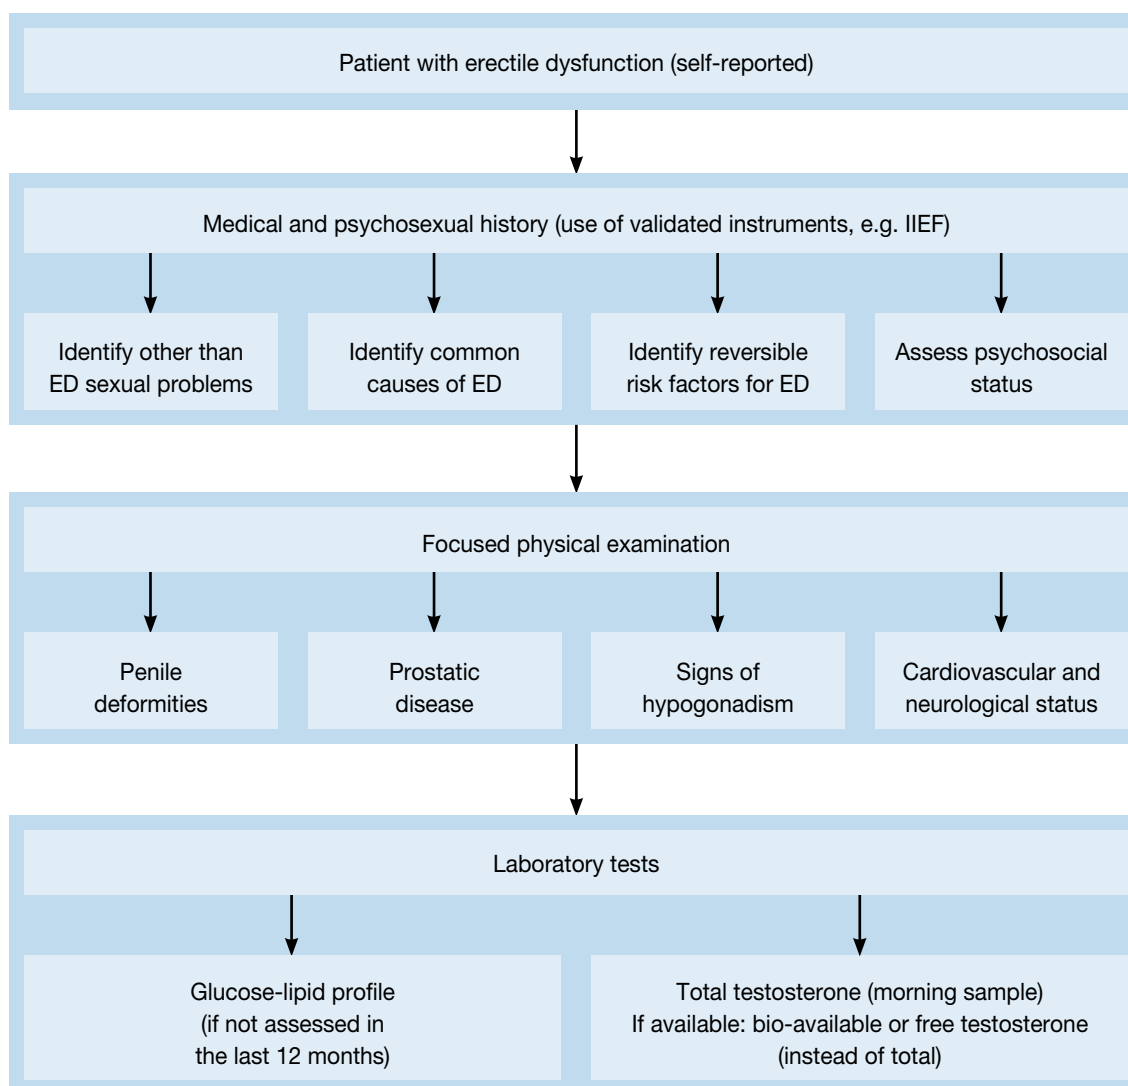 Patient with erectile dysfunction (self-reported)
Medical and psychosexual history (use of validated instruments, e.g. IIEF)
Identify other than
ED sexual problems
Identify common
causes of ED
Identify reversible
risk factors for ED
Assess psychosocial
status
Focused physical examination
Penile
deformities
Prostatic
disease
Signs of
hypogonadism
Cardiovascular and
neurological status
Laboratory tests
Glucose-lipid profile
(if not assessed in
the last 12 months)
Total testosterone (morning sample)
If available: bio-available or free testosterone
(instead of total)